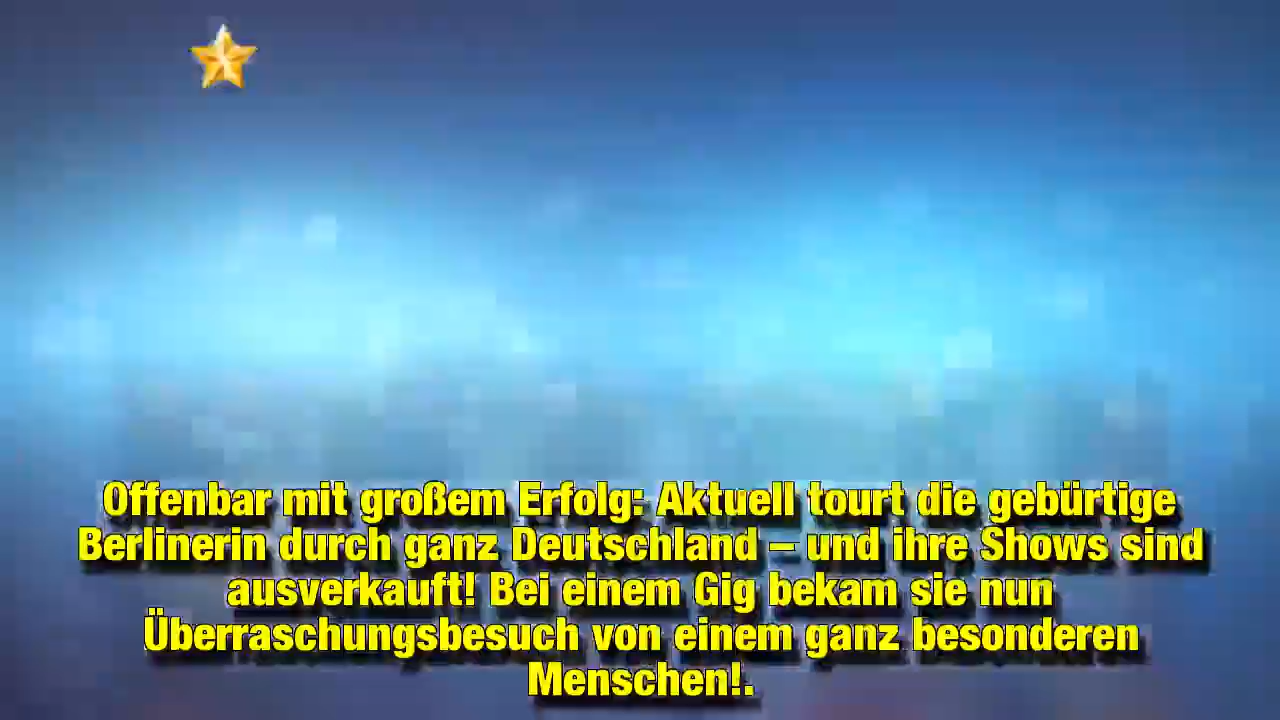 Offenbar mit großem Erfolg: Aktuell tourt die gebürtige
Berlinerin durch ganz Deutschland – und ihre Shows sind
ausverkauft! Bei einem Gig bekam sie nun
Überraschungsbesuch von einem ganz besonderen
Menschen!.